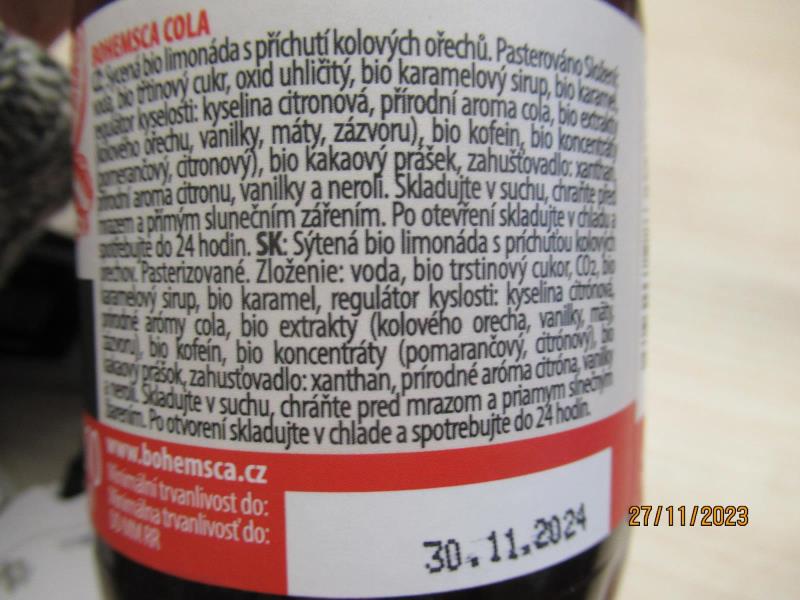 BOHEMSCA COLA
CZ: Sycená bio limonáda s příchutí kolových ořechů. Pasterováno Složení:
voda, bio třtinový cukr, oxid uhličitý, bio karamelový sirup, bio karamel,
regulátor kyselosti: kyselina citronová, přírodní aroma cola, bio extrakty
(kolového ořechu, vanilky, máty, zázvoru), bio kofein, bio koncentráty
(pomerančový, citronový), bio kakaový prášek, zahušťovadlo: xanthan,
přírodní aroma citronu, vanilky a neroli. Skladujte v suchu, chraňte před
mrazem a přímým slunečním zářením. Po otevření skladujte v chladu a
spotřebujte do 24 hodin. SK: Sýtená bio limonáda s príchuťou kolových
orechov. Pasterizované. Zloženie: voda, bio trstinový cukor, CO2, bio
karamelový sirup, bio karamel, regulátor kyslosti: kyselina citrónová,
prírodné arómy cola, bio extrakty (kolového orecha, vanilky, máty,
zázvoru), bio kofeín, bio koncentráty (pomarančový, citrónový), bio
kakaový prášok, zahusťovadlo: xanthan, prírodné aróma citróna, vanilky
a neroli. Skladujte v suchu, chráňte pred mrazom a priamym slnečným
žiarením. Po otvorení skladujte v chlade a spotrebujte do 24 hodín.
www.bohemsca.cz
Minimální trvanlivost do:
Minimálna trvanlivosť do:
DD MM RR
30.11.2024
27/11/2023